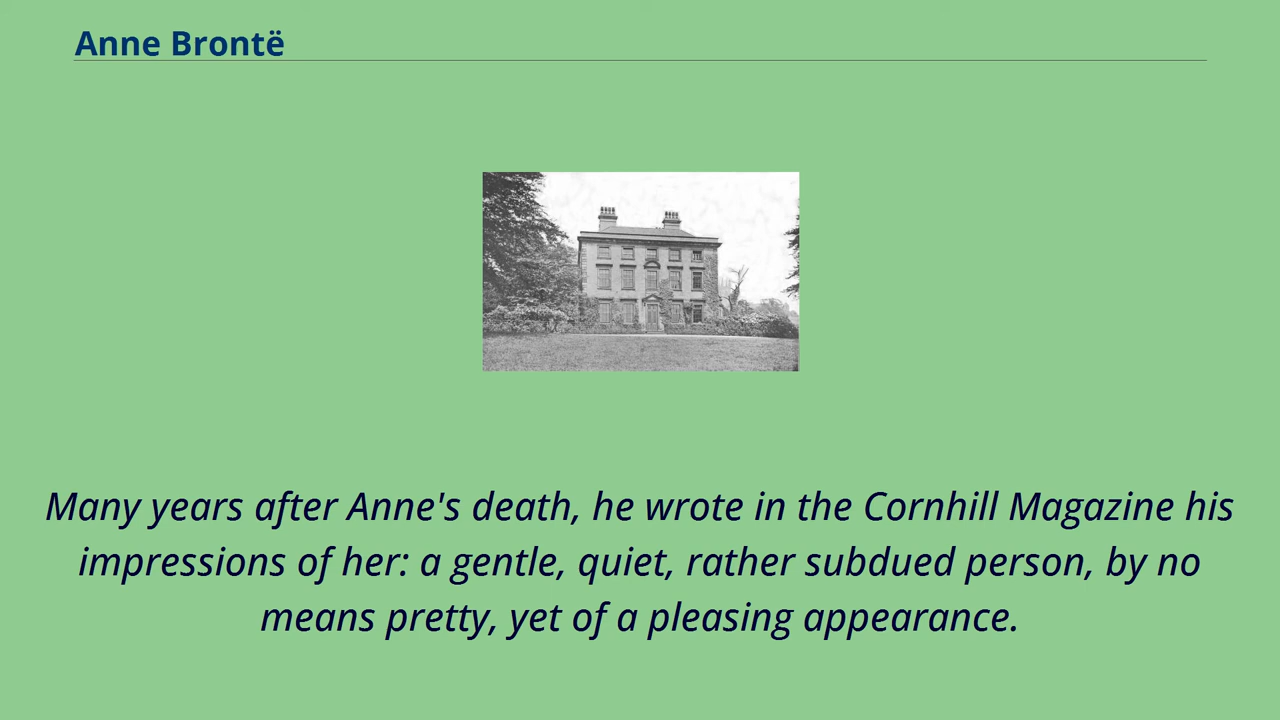 Anne Brontë
Many years after Anne's death, he wrote in the Cornhill Magazine his
impressions of her: a gentle, quiet, rather subdued person, by no
means pretty, yet of a pleasing appearance.